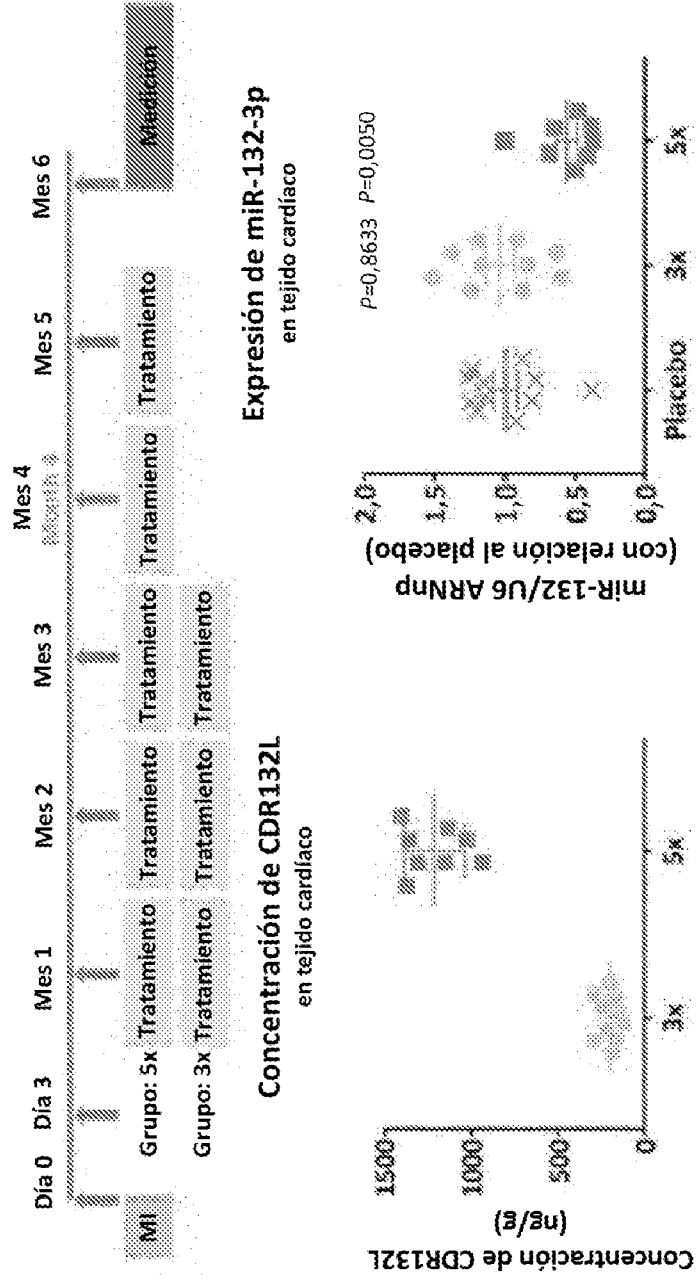 Día 0 Día 3 Mes 1 Mes 2 Mes 3 Mes 4 Mes 5 Mes 6
Month 4
MI
Grupo: 5x Tratamiento Tratamiento Tratamiento Tratamiento Tratamiento Medición
Grupo: 3x Tratamiento Tratamiento Tratamiento
Concentración de CDR132L
en tejido cardíaco
Concentración de CDR132L
(ng/g)
1500
1000
500
0
3x 5x
Expresión de miR-132-3p
en tejido cardíaco
miR-132/U6 ARNnp
(con relación al placebo)
2,0
1,5
1,0
0,5
0,0
P=0,8633 P=0,0050
Placebo 3x 5x